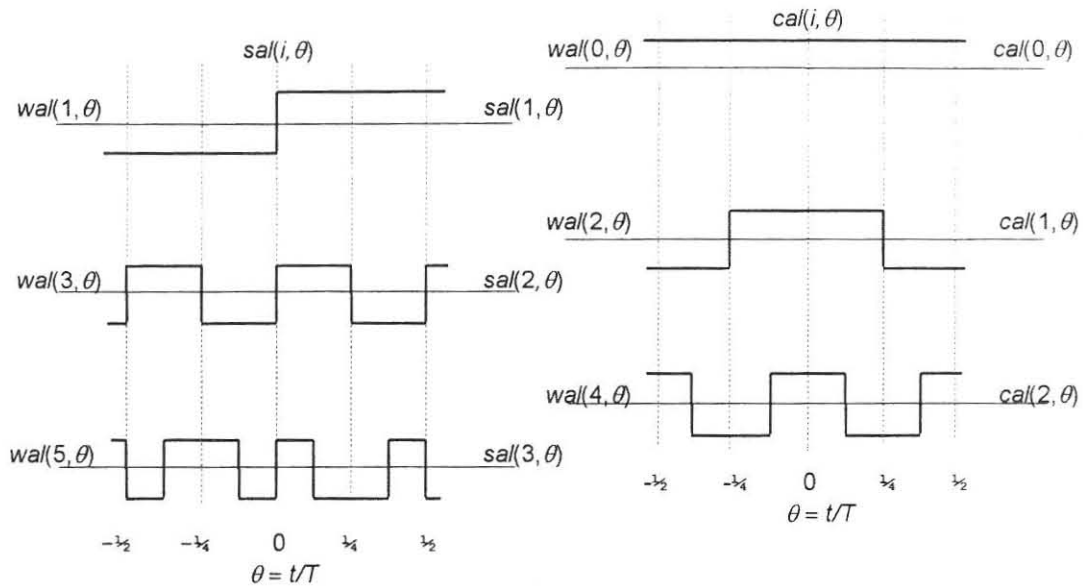 sal(i,θ)
wal(1,θ) sal(1,θ)
wal(3,θ) sal(2,θ)
wal(5,θ) sal(3,θ)
-½ -¼ 0 ¼ ½
θ = t/T
cal(i,θ)
wal(0,θ) cal(0,θ)
wal(2,θ) cal(1,θ)
wal(4,θ) cal(2,θ)
-½ -¼ 0 ¼ ½
θ = t/T